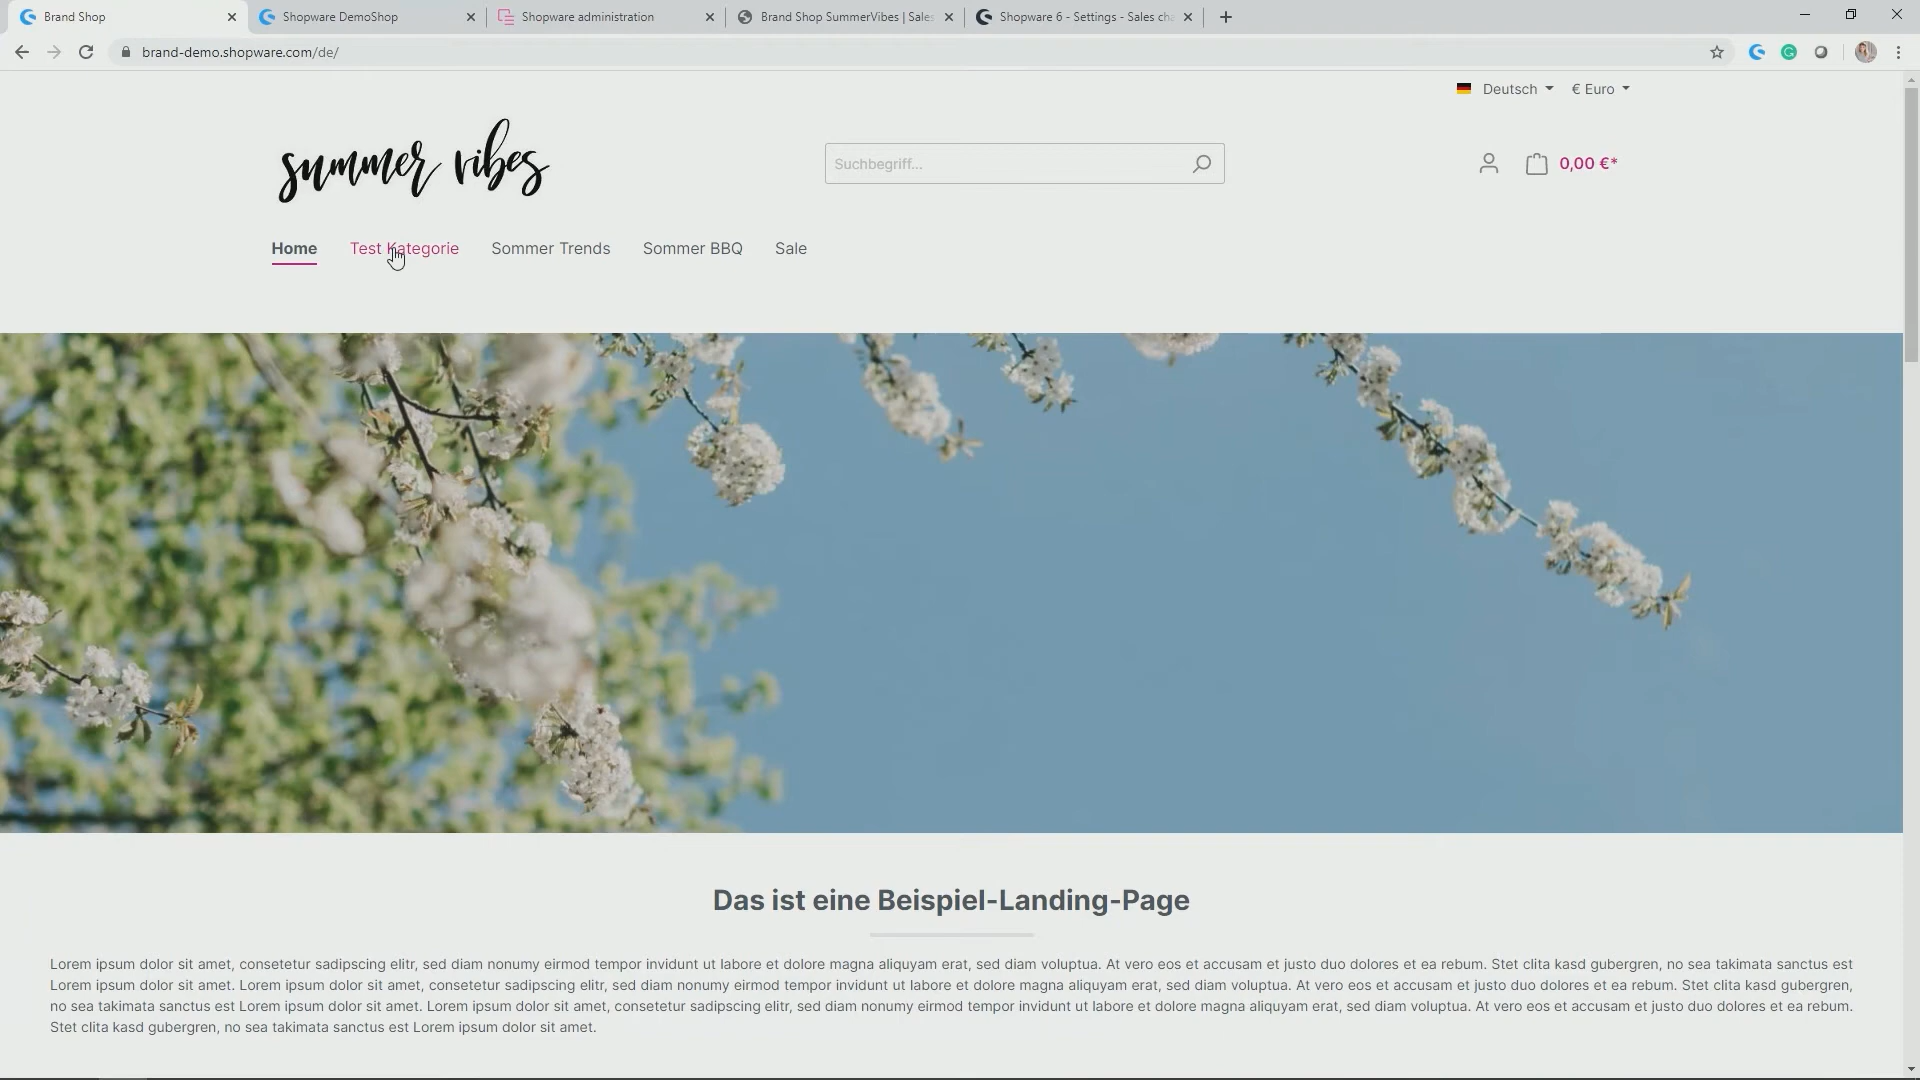 Brand Shop
Shopware DemoShop
Shopware administration
Brand Shop SummerVibes | Sales
Shopware 6 - Settings - Sales cha
brand-demo.shopware.com/de/
Deutsch
€ Euro
summer vibes
Suchbegriff...
0,00 €*
Home
Test Kategorie
Sommer Trends
Sommer BBQ
Sale
Das ist eine Beispiel-Landing-Page
Lorem ipsum dolor sit amet, consetetur sadipscing elitr, sed diam nonumy eirmod tempor invidunt ut labore et dolore magna aliquyam erat, sed diam voluptua. At vero eos et accusam et justo duo dolores et ea rebum. Stet clita kasd gubergren, no sea takimata sanctus est
Lorem ipsum dolor sit amet. Lorem ipsum dolor sit amet, consetetur sadipscing elitr, sed diam nonumy eirmod tempor invidunt ut labore et dolore magna aliquyam erat, sed diam voluptua. At vero eos et accusam et justo duo dolores et ea rebum. Stet clita kasd gubergren,
no sea takimata sanctus est Lorem ipsum dolor sit amet. Lorem ipsum dolor sit amet, consetetur sadipscing elitr, sed diam nonumy eirmod tempor invidunt ut labore et dolore magna aliquyam erat, sed diam voluptua. At vero eos et accusam et justo duo dolores et ea rebum.
Stet clita kasd gubergren, no sea takimata sanctus est Lorem ipsum dolor sit amet.